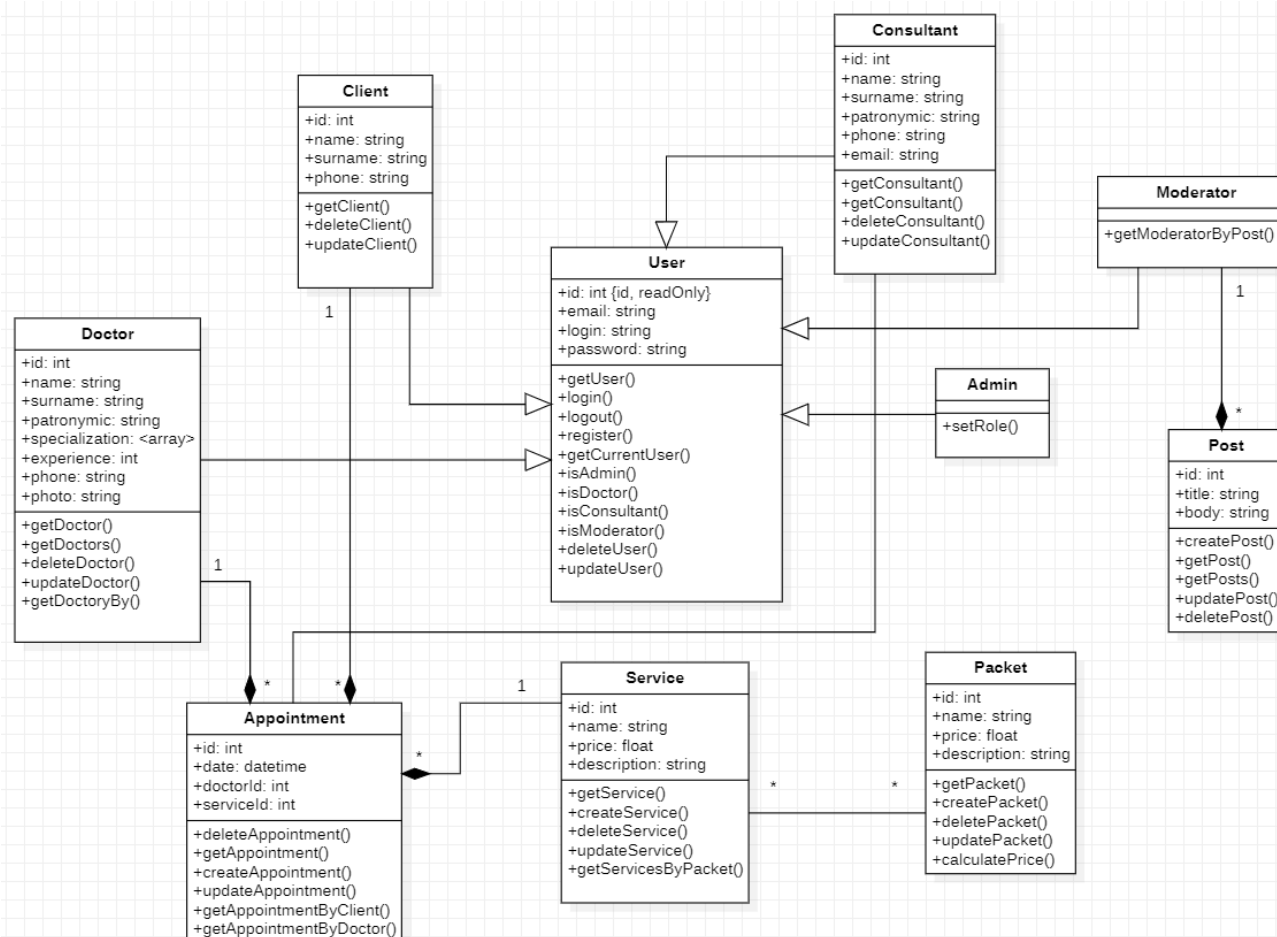 Consultant
+id: int
+name: string
+surname: string
+patronymic: string
+phone: string
+email: string
+getConsultant()
+getConsultant()
+deleteConsultant()
+updateConsultant()
Client
+id: int
+name: string
+surname: string
+phone: string
+getClient()
+deleteClient()
+updateClient()
1
Moderator
+getModeratorByPost()
1
*
User
+id: int {id, readOnly}
+email: string
+login: string
+password: string
+getUser()
+login()
+logout()
+register()
+getCurrentUser()
+isAdmin()
+isDoctor()
+isConsultant()
+isModerator()
+deleteUser()
+updateUser()
Doctor
+id: int
+name: string
+surname: string
+patronymic: string
+specialization: <array>
+experience: int
+phone: string
+photo: string
+getDoctor()
+getDoctors()
+deleteDoctor()
+updateDoctor()
+getDoctoryBy()
1
*
*
Admin
+setRole()
Post
+id: int
+title: string
+body: string
+createPost()
+getPost()
+getPosts()
+updatePost()
+deletePost()
Appointment
+id: int
+date: datetime
+doctorId: int
+serviceId: int
+deleteAppointment()
+getAppointment()
+createAppointment()
+updateAppointment()
+getAppointmentByClient()
+getAppointmentByDoctor()
1
*
Service
+id: int
+name: string
+price: float
+description: string
+getService()
+createService()
+deleteService()
+updateService()
+getServicesByPacket()
*
*
Packet
+id: int
+name: string
+price: float
+description: string
+getPacket()
+createPacket()
+deletePacket()
+updatePacket()
+calculatePrice()